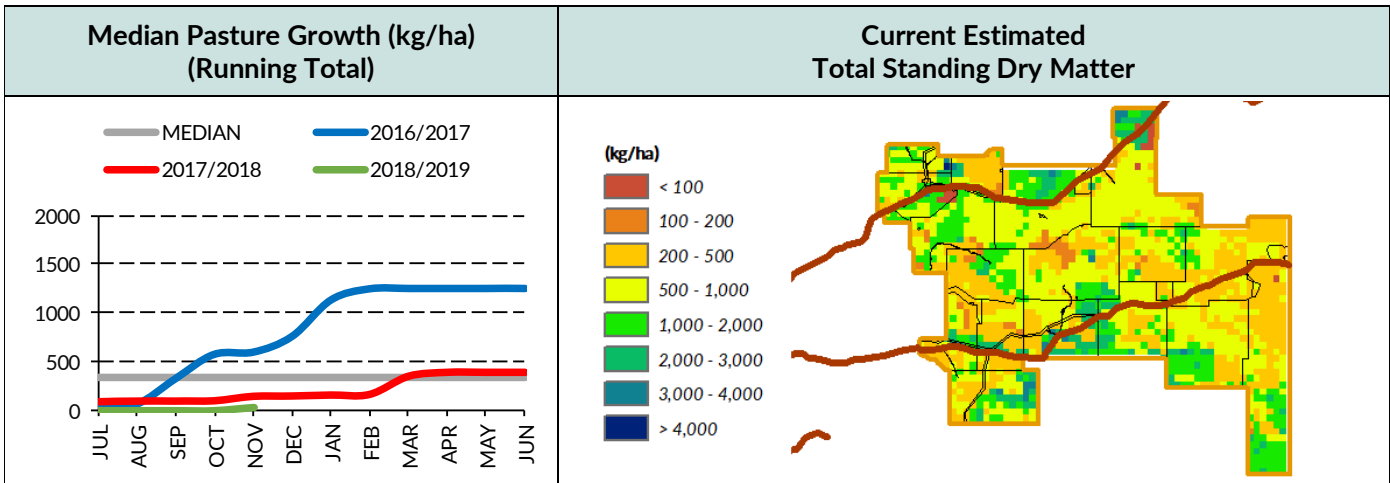 Median Pasture Growth (kg/ha)
(Running Total)
Current Estimated
Total Standing Dry Matter
MEDIAN
2016/2017
2017/2018
2018/2019
2000
1500
1000
500
0
JUL
AUG
SEP
OCT
NOV
DEC
JAN
FEB
MAR
APR
MAY
JUN
(kg/ha)
< 100
100 - 200
200 - 500
500 - 1,000
1,000 - 2,000
2,000 - 3,000
3,000 - 4,000
> 4,000